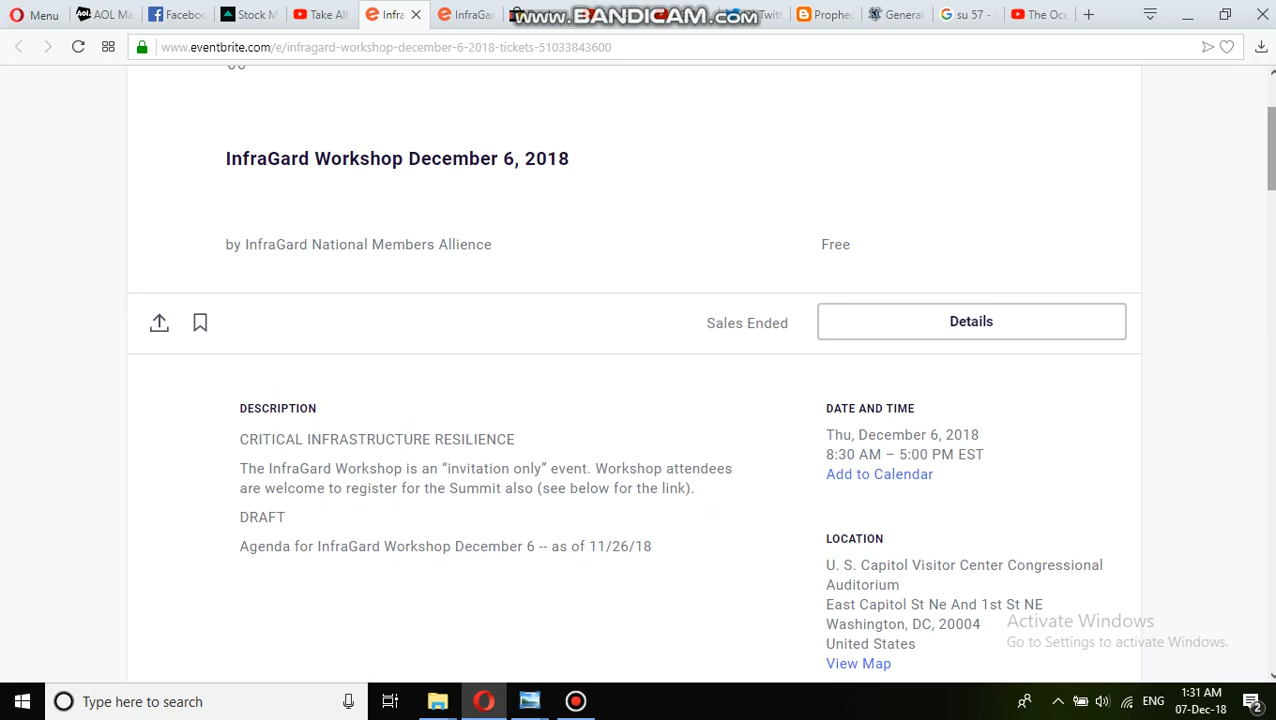 Menu
AOL Ma
Facebo
Stock M
Take All
Infra
InfraGar
www.BANDICAM.com
Twitt
Prophe
General
su 57 -
The Oc
www.eventbrite.com/e/infragard-workshop-december-6-2018-tickets-51033843600
InfraGard Workshop December 6, 2018
by InfraGard National Members Allience
Free
Sales Ended
Details
DESCRIPTION
CRITICAL INFRASTRUCTURE RESILIENCE
The InfraGard Workshop is an “invitation only” event. Workshop attendees
are welcome to register for the Summit also (see below for the link).
DRAFT
Agenda for InfraGard Workshop December 6 -- as of 11/26/18
DATE AND TIME
Thu, December 6, 2018
8:30 AM – 5:00 PM EST
Add to Calendar
LOCATION
U. S. Capitol Visitor Center Congressional
Auditorium
East Capitol St Ne And 1st St NE
Washington, DC, 20004
United States
View Map
Activate Windows
Go to Settings to activate Windows.
Type here to search
ENG
1:31 AM
07-Dec-18
2